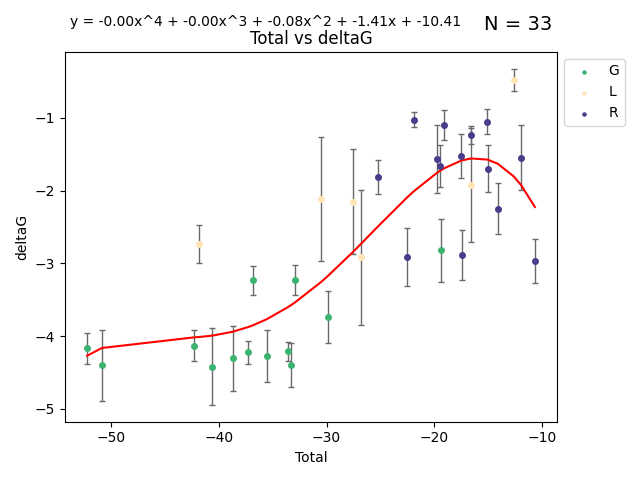 y = -0.00x^4 + -0.00x^3 + -0.08x^2 + -1.41x + -10.41
N = 33
Total vs deltaG
G
L
R
deltaG
−1
−2
−3
−4
−5
−50
−40
−30
−20
−10
Total